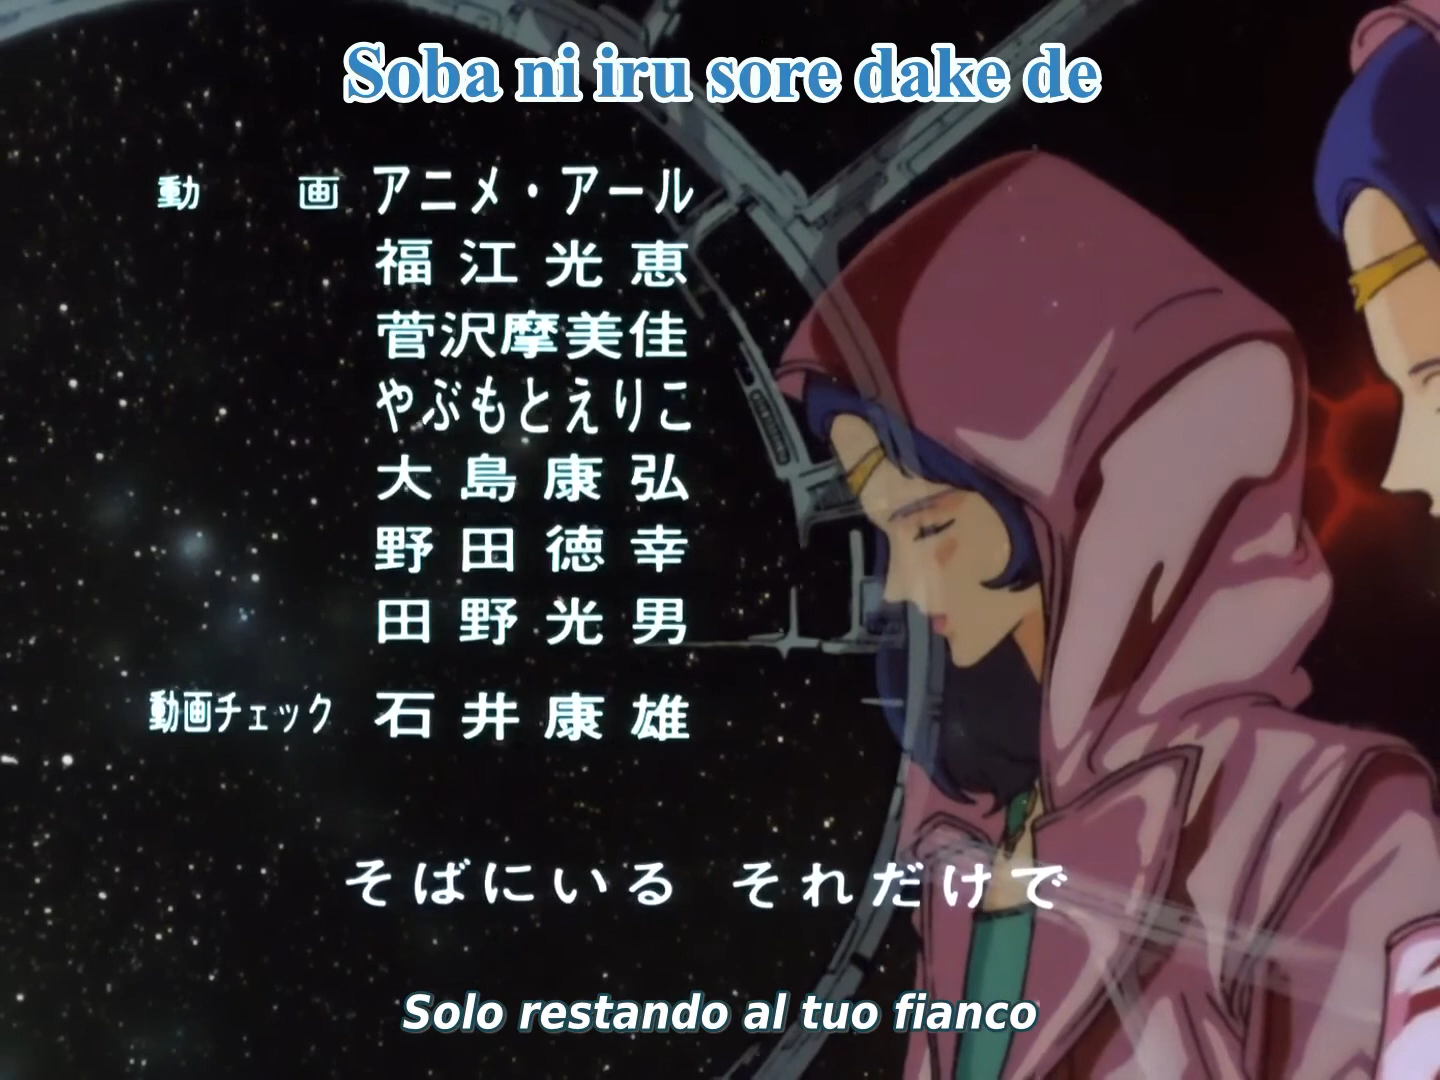 Soba ni iru sore dake de
動 画 アニメ・アール
福江光恵
菅沢摩美佳
やぶもとえりこ
大島康弘
野田徳幸
田野光男
動画チェック 石井康雄
そばにいる それだけで
Solo restando al tuo fianco